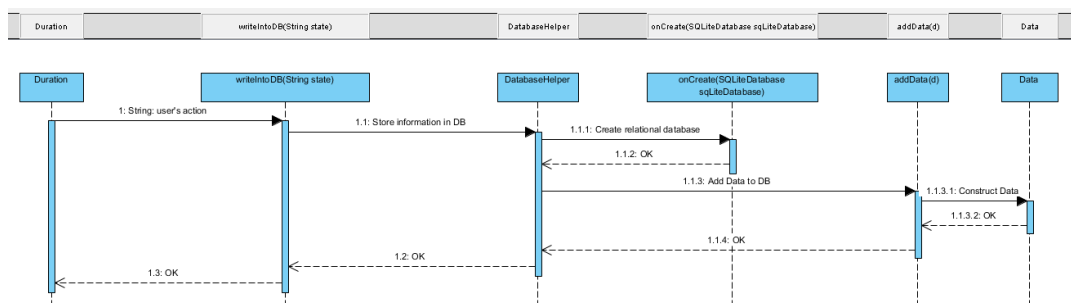 Duration
writeIntoDB(String state)
DatabaseHelper
onCreate(SQLiteDatabase sqLiteDatabase)
addData(d)
Data
Duration
writeIntoDB(String state)
DatabaseHelper
onCreate(SQLiteDatabase
sqLiteDatabase)
addData(d)
Data
1: String: user's action
1.1: Store information in DB
1.1.1: Create relational database
1.1.2: OK
1.1.3: Add Data to DB
1.1.3.1: Construct Data
1.1.3.2: OK
1.1.4: OK
1.2: OK
1.3: OK